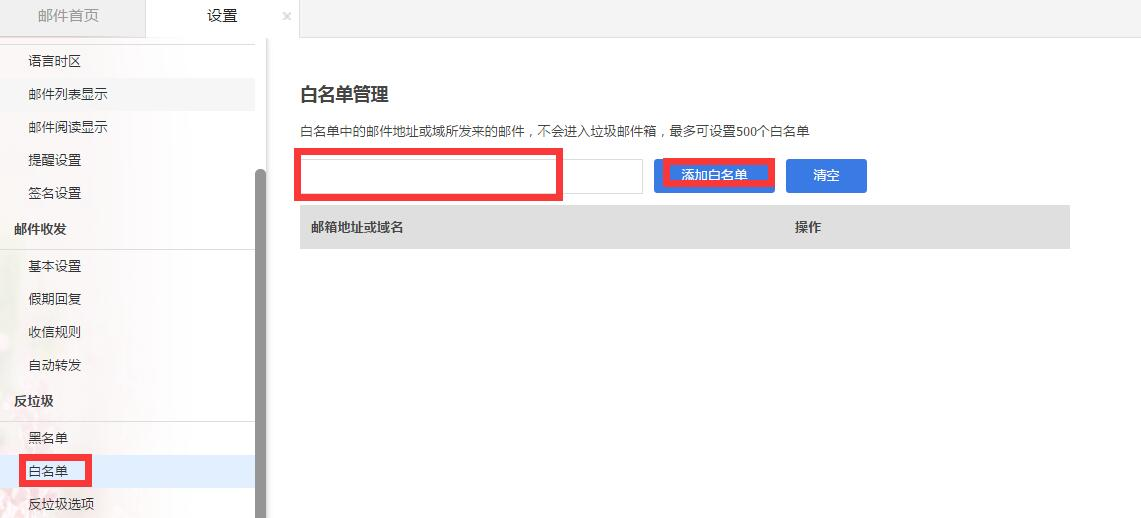 邮件首页
设置
语言时区
邮件列表显示
邮件阅读显示
提醒设置
签名设置
邮件收发
基本设置
假期回复
收信规则
自动转发
反垃圾
黑名单
白名单
反垃圾选项
白名单管理
白名单中的邮件地址或域所发来的邮件，不会进入垃圾邮件箱，最多可设置500个白名单
添加白名单
清空
邮箱地址或域名
操作